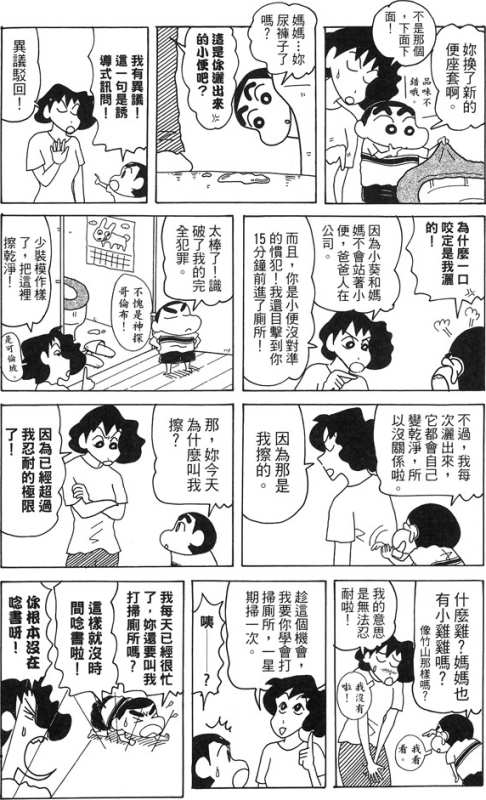 妳換了新的
便座套啊。
品味不
錯哦。
不是那個
，下面下
面！
媽媽…妳
尿褲子了
嗎？
這是你灑出來
的小便吧？
我有異議！
這一句是誘
導式訊問！
異議駁回！
為什麼一口
咬定是我灑
的！
因為小葵和媽
媽不會站著小
便，爸爸人在
公司。
而且，你是小便沒對準
的慣犯！我還目擊到你
15分鐘前進了廁所！
太棒了！識
破了我的完
全犯罪。
不愧是神探
哥倫布！
少裝模作樣
了，把這裡
擦乾淨！
是可倫坡。
不過，我每
次灑出來，
它都會自己
變乾淨，所
以沒關係啦。
因為那是
我擦的。
那，妳今天
為什麼叫我
擦？
因為已經超過
我忍耐的極限
了！
什麼雞？媽媽也
有小雞雞嗎？
像竹山那樣嗎？
我看
看。
我的意思
是無法忍
耐啦！
我沒有
啦！
趁這個機會，
我要你學會打
掃廁所，一星
期掃一次。
咦？
我每天已經很忙
了，妳還要叫我
打掃廁所嗎？
這樣就沒時
間唸書啦！
你根本沒在
唸書呀！